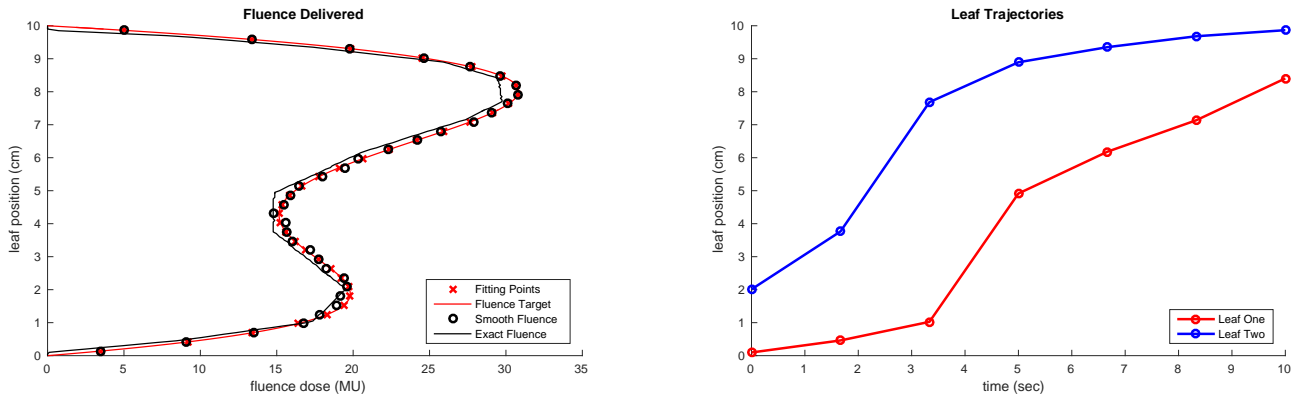 Fluence Delivered
leaf position (cm)
10
9
8
7
6
5
4
3
2
1
0
0 5 10 15 20 25 30 35
fluence dose (MU)
Fitting Points
Fluence Target
Smooth Fluence
Exact Fluence
Leaf Trajectories
leaf position (cm)
10
9
8
7
6
5
4
3
2
1
0
0 1 2 3 4 5 6 7 8 9 10
time (sec)
Leaf One
Leaf Two